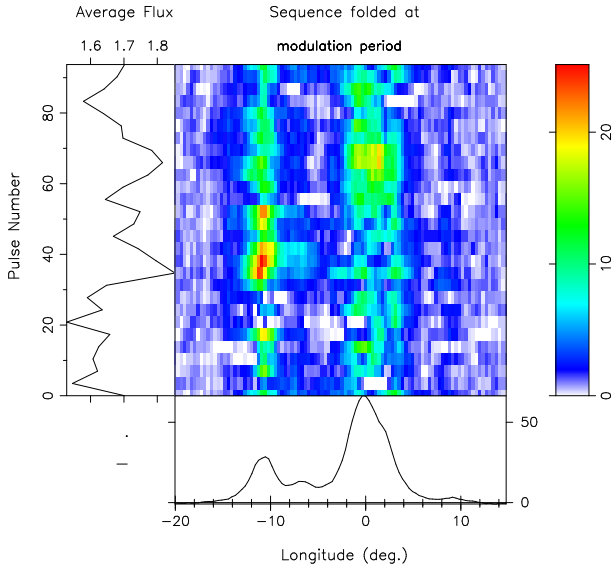 Average Flux
Sequence folded at
1.6 1.7 1.8
modulation period
Pulse Number
0 20 40 60 80
0 10 20
0 50
−20 −10 0 10
Longitude (deg.)